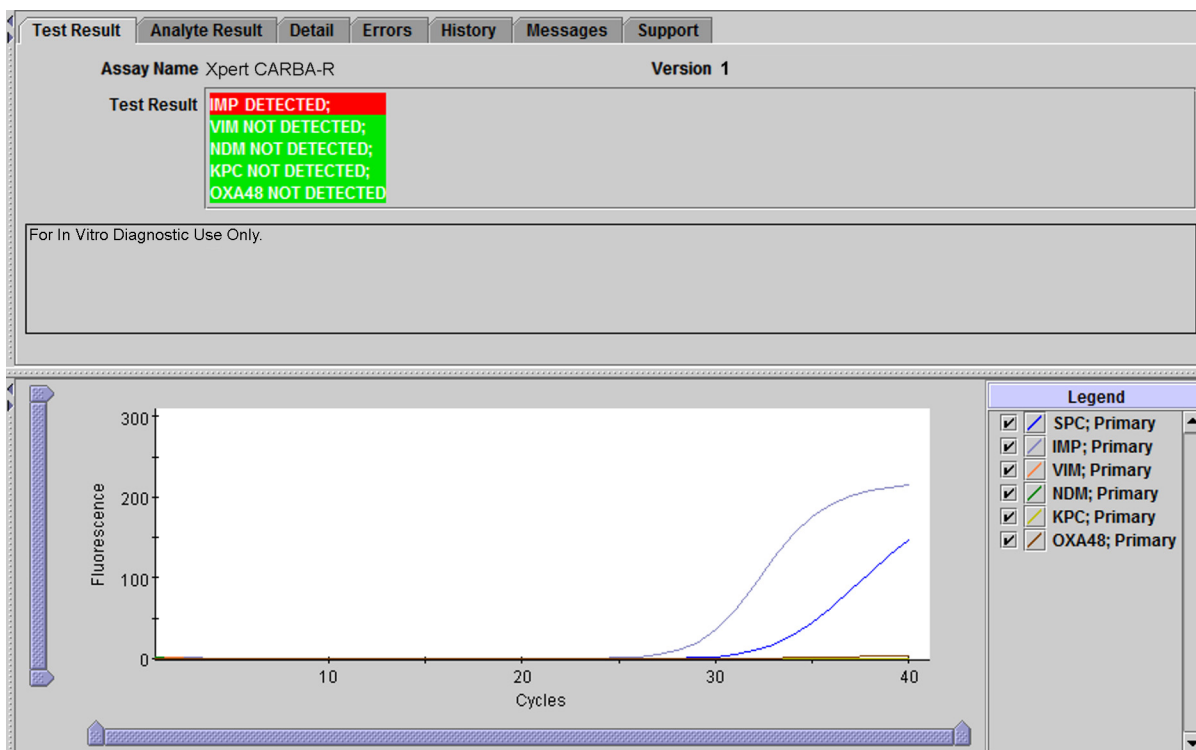 Test Result Analyte Result Detail Errors History Messages Support
Assay Name Xpert CARBA-R Version 1
Test Result IMP DETECTED;
VIM NOT DETECTED;
NDM NOT DETECTED;
KPC NOT DETECTED;
OXA48 NOT DETECTED
For In Vitro Diagnostic Use Only.
300
200
100
0
Fluorescence
10 20 30 40
Cycles
Legend
SPC; Primary
IMP; Primary
VIM; Primary
NDM; Primary
KPC; Primary
OXA48; Primary